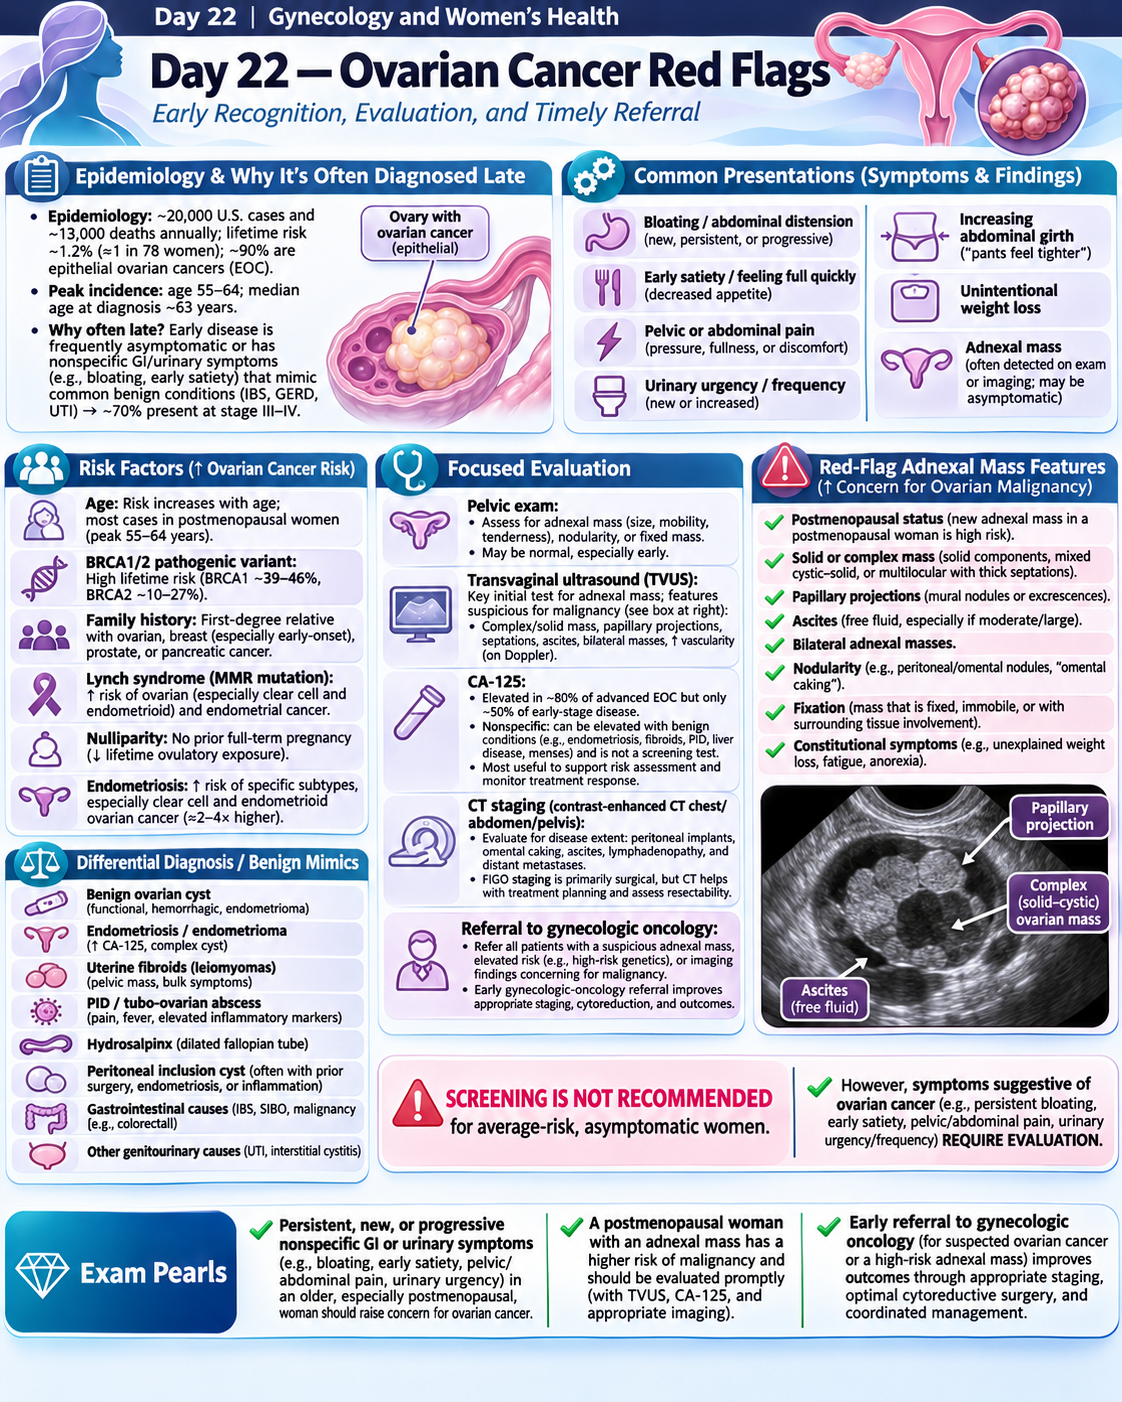 Day 22 | Gynecology and Women's Health
Day 22 — Ovarian Cancer Red Flags
Early Recognition, Evaluation, and Timely Referral
Epidemiology & Why It's Often Diagnosed Late
• Epidemiology: ~20,000 U.S. cases and
~13,000 deaths annually; lifetime risk
~1.2% (≈1 in 78 women); ~90% are
epithelial ovarian cancers (EOC).
• Peak incidence: age 55–64; median
age at diagnosis ~63 years.
• Why often late? Early disease is
frequently asymptomatic or has
nonspecific GI/urinary symptoms
(e.g., bloating, early satiety) that mimic
common benign conditions (IBS, GERD,
UTI) → ~70% present at stage III–IV.
Ovary with
ovarian cancer
(epithelial)
Common Presentations (Symptoms & Findings)
Bloating / abdominal distension
(new, persistent, or progressive)
Early satiety / feeling full quickly
(decreased appetite)
Pelvic or abdominal pain
(pressure, fullness, or discomfort)
Urinary urgency / frequency
(new or increased)
Increasing
abdominal girth
("pants feel tighter")
Unintentional
weight loss
Adnexal mass
(often detected on exam
or imaging; may be
asymptomatic)
Risk Factors (↑ Ovarian Cancer Risk)
Age: Risk increases with age;
most cases in postmenopausal women
(peak 55–64 years).
BRCA1/2 pathogenic variant:
High lifetime risk (BRCA1 ~39–46%,
BRCA2 ~10–27%).
Family history: First-degree relative
with ovarian, breast (especially early-onset),
prostate, or pancreatic cancer.
Lynch syndrome (MMR mutation):
↑ risk of ovarian (especially clear cell and
endometrioid) and endometrial cancer.
Nulliparity: No prior full-term pregnancy
(↓ lifetime ovulatory exposure).
Endometriosis: ↑ risk of specific subtypes,
especially clear cell and endometrioid
ovarian cancer (≈2–4× higher).
Differential Diagnosis / Benign Mimics
Benign ovarian cyst
(functional, hemorrhagic, endometrioma)
Endometriosis / endometrioma
(↑ CA-125, complex cyst)
Uterine fibroids (leiomyomas)
(pelvic mass, bulk symptoms)
PID / tubo-ovarian abscess
(pain, fever, elevated inflammatory markers)
Hydrosalpinx (dilated fallopian tube)
Peritoneal inclusion cyst (often with prior
surgery, endometriosis, or inflammation)
Gastrointestinal causes (IBS, SIBO, malignancy
[e.g., colorectall)
Other genitourinary causes (UTI, interstitial cystitis)
Focused Evaluation
Pelvic exam:
• Assess for adnexal mass (size, mobility,
tenderness), nodularity, or fixed mass.
• May be normal, especially early.
Transvaginal ultrasound (TVUS):
Key initial test for adnexal mass; features
suspicious for malignancy (see box at right):
• Complex/solid mass, papillary projections,
septations, ascites, bilateral masses, ↑ vascularity
(on Doppler).
CA-125:
• Elevated in ~80% of advanced EOC but only
~50% of early-stage disease.
• Nonspecific: can be elevated with benign
conditions (e.g., endometriosis, fibroids, PID, liver
disease, menses) and is not a screening test.
• Most useful to support risk assessment and
monitor treatment response.
CT staging (contrast-enhanced CT chest/
abdomen/pelvis):
• Evaluate for disease extent: peritoneal implants,
omental caking, ascites, lymphadenopathy, and
distant metastases.
• FIGO staging is primarily surgical, but CT helps
with treatment planning and assess resectability.
Referral to gynecologic oncology:
• Refer all patients with a suspicious adnexal mass,
elevated risk (e.g., high-risk genetics), or imaging
findings concerning for malignancy.
• Early gynecologic-oncology referral improves
appropriate staging, cytoreduction, and outcomes.
Red-Flag Adnexal Mass Features
(↑ Concern for Ovarian Malignancy)
Postmenopausal status (new adnexal mass in a
postmenopausal woman is high risk).
Solid or complex mass (solid components, mixed
cystic–solid, or multilocular with thick septations).
Papillary projections (mural nodules or excrescences).
Ascites (free fluid, especially if moderate/large).
Bilateral adnexal masses.
Nodularity (e.g., peritoneal/omental nodules, "omental
caking").
Fixation (mass that is fixed, immobile, or with
surrounding tissue involvement).
Constitutional symptoms (e.g., unexplained weight
loss, fatigue, anorexia).
Papillary
projection
Complex
(solid–cystic)
ovarian mass
Ascites
(free fluid)
SCREENING IS NOT RECOMMENDED
for average-risk, asymptomatic women.
However, symptoms suggestive of
ovarian cancer (e.g., persistent bloating,
early satiety, pelvic/abdominal pain, urinary
urgency/frequency) REQUIRE EVALUATION.
Exam Pearls
Persistent, new, or progressive
nonspecific GI or urinary symptoms
(e.g., bloating, early satiety, pelvic/
abdominal pain, urinary urgency) in
an older, especially postmenopausal,
woman should raise concern for ovarian cancer.
A postmenopausal woman
with an adnexal mass has a
higher risk of malignancy and
should be evaluated promptly
(with TVUS, CA-125, and
appropriate imaging).
Early referral to gynecologic
oncology (for suspected ovarian cancer
or a high-risk adnexal mass) improves
outcomes through appropriate staging,
optimal cytoreductive surgery, and
coordinated management.